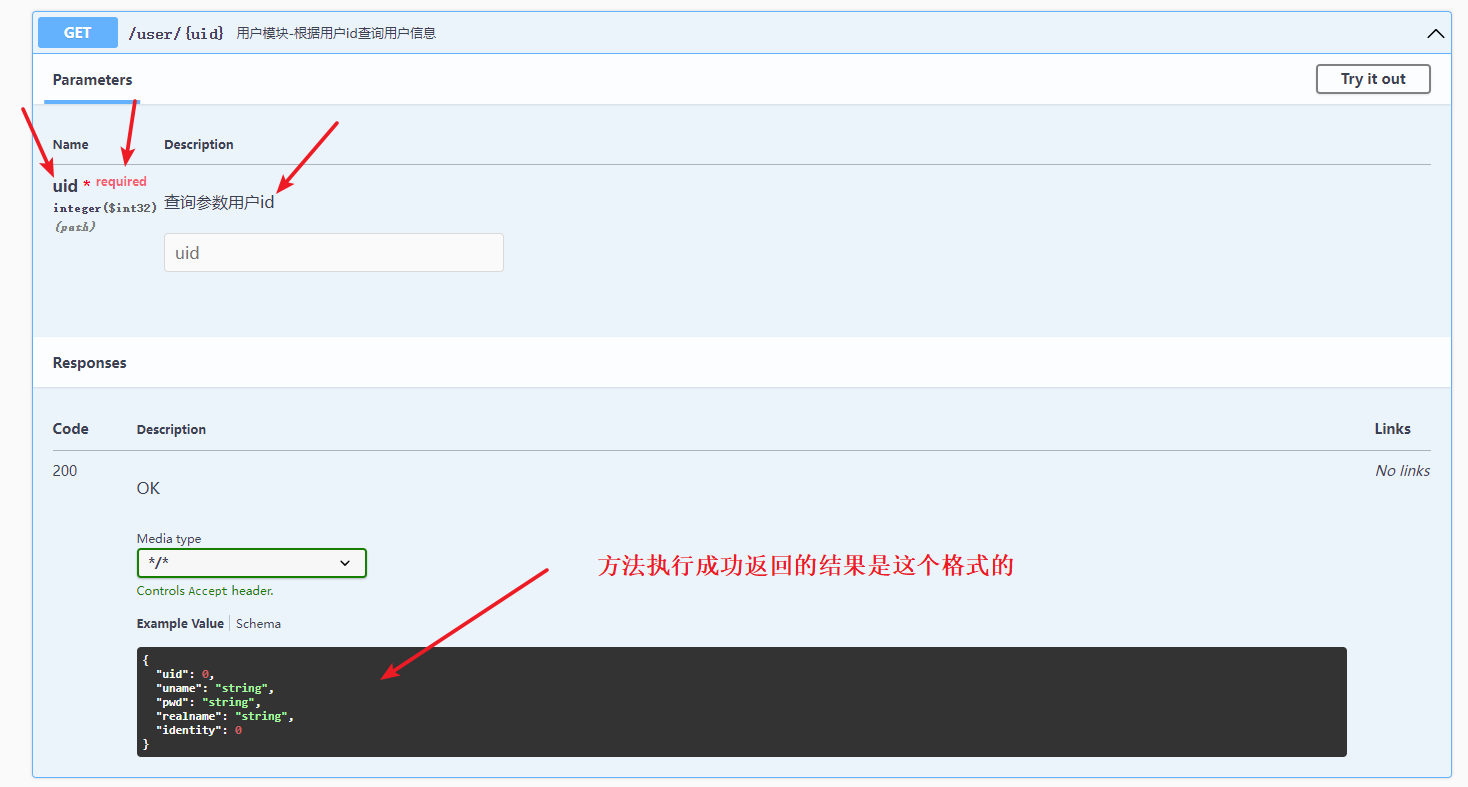 GET /user/{uid} 用户模块-根据用户id查询用户信息
Parameters
Try it out
Name Description
uid * required
integer($int32)
(path)
查询参数用户id
uid
Responses
Code Description Links
200
OK
No links
Media type
*/*
Controls Accept header.
方法执行成功返回的结果是这个格式的
Example Value Schema
{
"uid": 0,
"uname": "string",
"pwd": "string",
"realname": "string",
"identity": 0
}